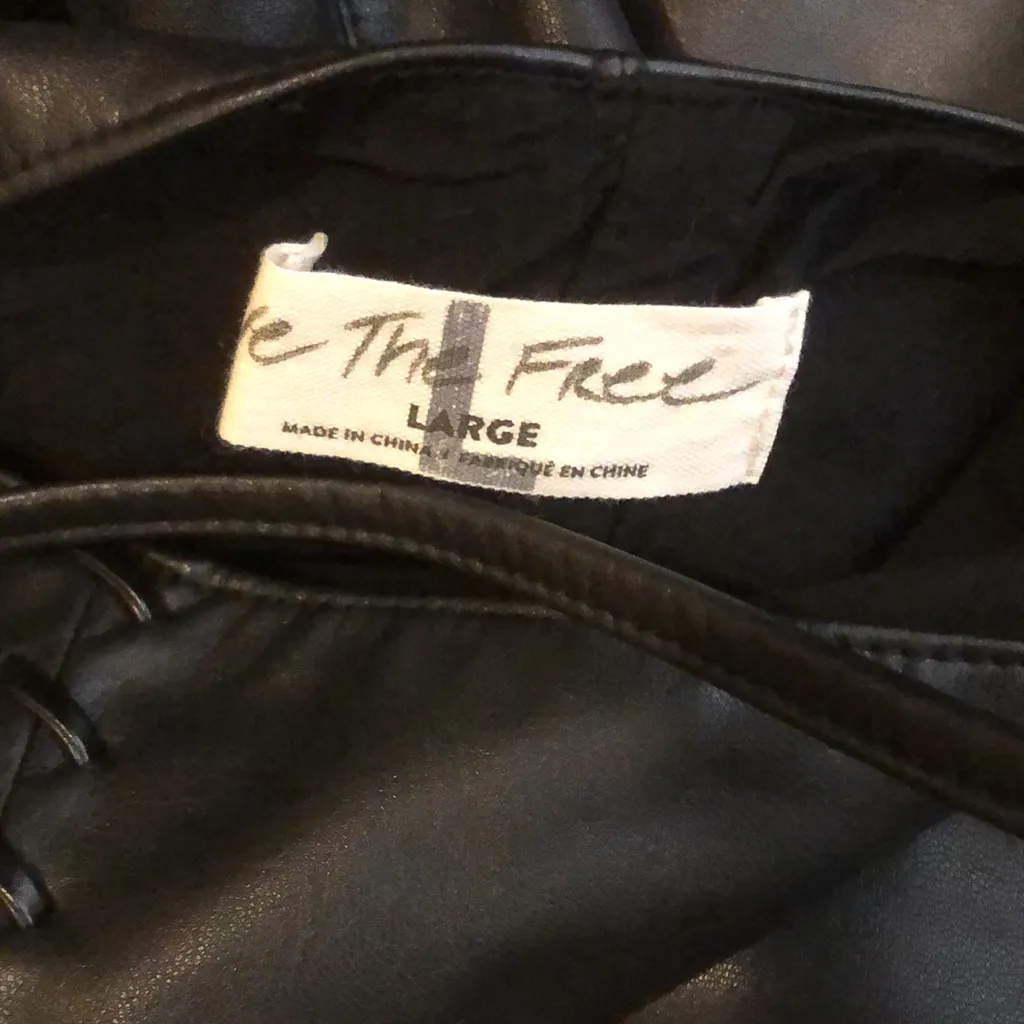 e The Free
LARGE
MADE IN CHINA / FABRIQUÉ EN CHINE